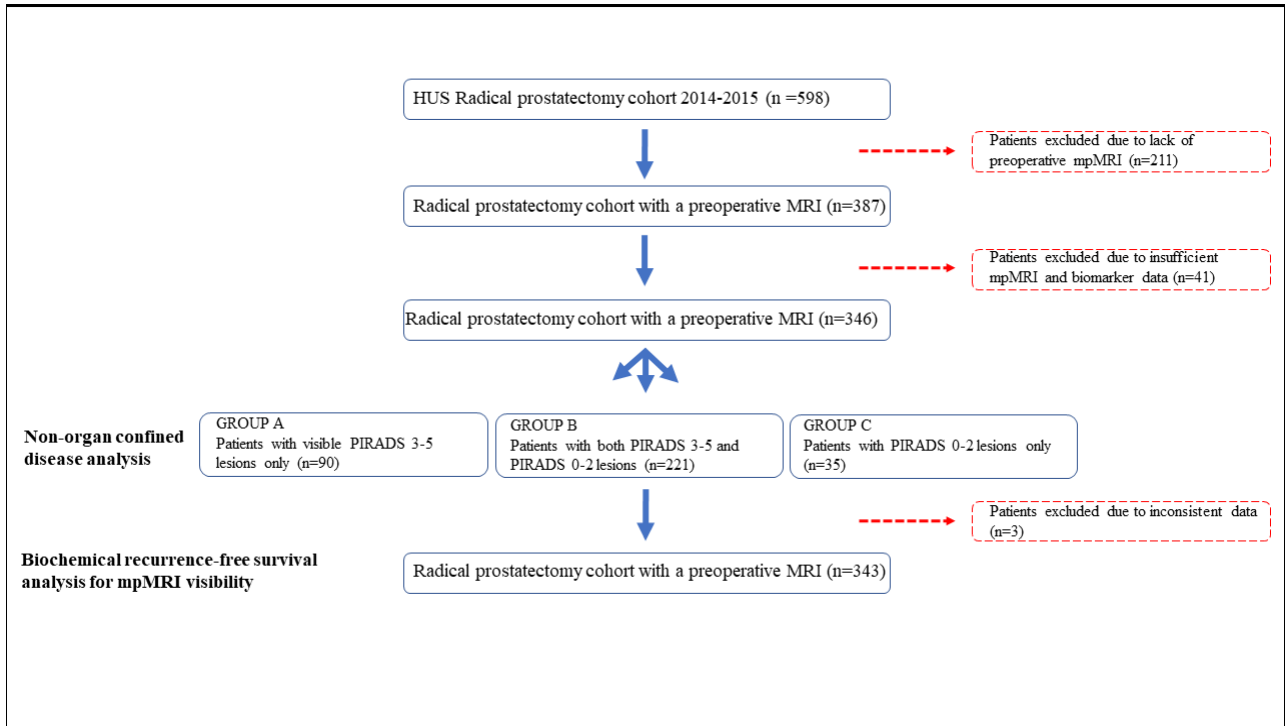 HUS Radical prostatectomy cohort 2014-2015 (n =598)
Patients excluded due to lack of
preoperative mpMRI (n=211)
Radical prostatectomy cohort with a preoperative MRI (n=387)
Patients excluded due to insufficient
mpMRI and biomarker data (n=41)
Radical prostatectomy cohort with a preoperative MRI (n=346)
Non-organ confined
disease analysis
GROUP A
Patients with visible PIRADS 3-5
lesions only (n=90)
GROUP B
Patients with both PIRADS 3-5 and
PIRADS 0-2 lesions (n=221)
GROUP C
Patients with PIRADS 0-2 lesions only
(n=35)
Patients excluded due to inconsistent data
(n=3)
Biochemical recurrence-free survival
analysis for mpMRI visibility
Radical prostatectomy cohort with a preoperative MRI (n=343)